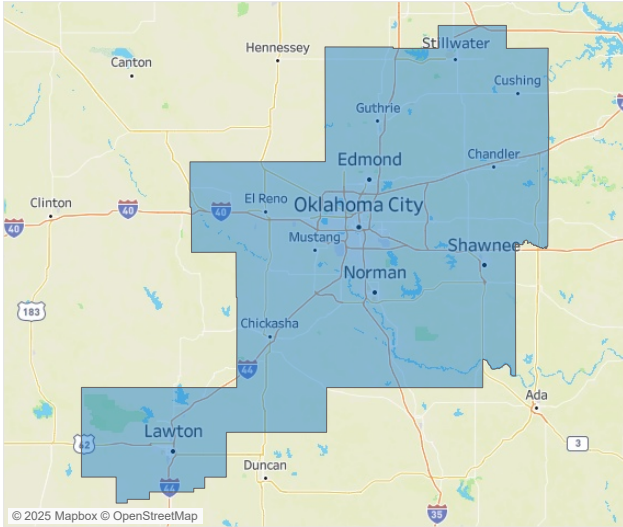 Stillwater
Hennessey
Canton
Cushing
Guthrie
Edmond
Chandler
El Reno
Clinton
Oklahoma City
40
40
40
Mustang
Shawnee
Norman
183
Chickasha
44
Ada
Lawton
62
3
Duncan
44
35
© 2025 Mapbox © OpenStreetMap